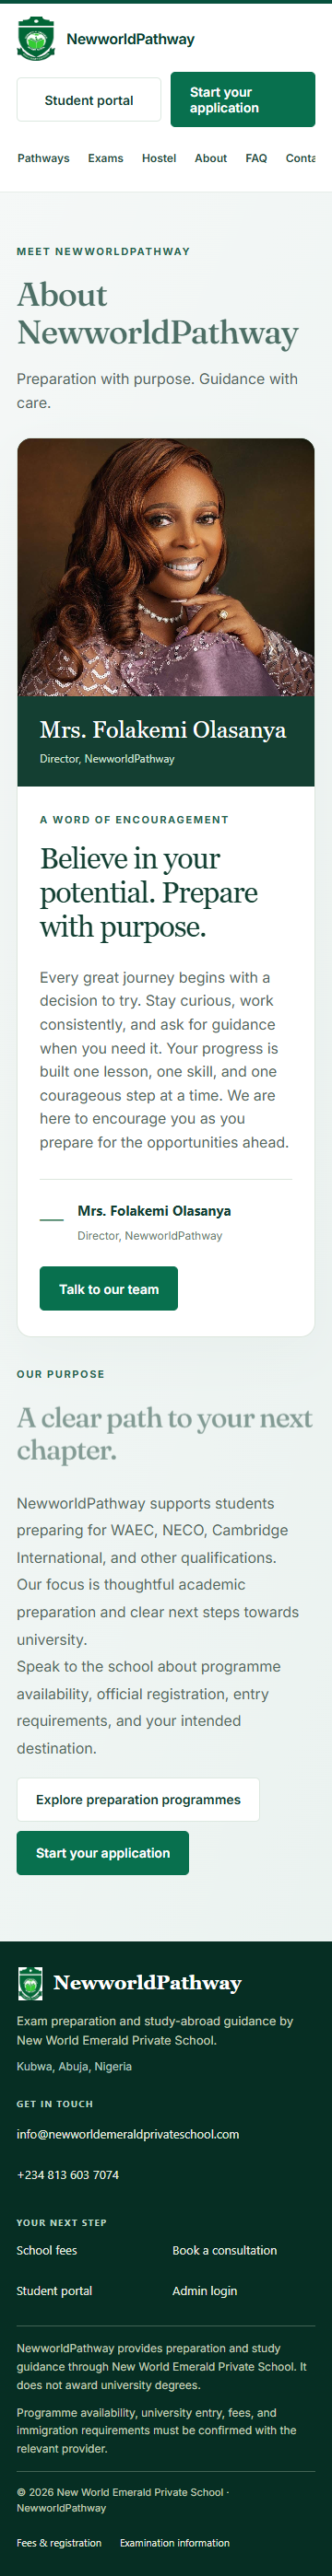 NewworldPathway
Student portal
Start your
application
Pathways Exams Hostel About FAQ
MEET NEWWORLDPATHWAY
About
NewworldPathway
Preparation with purpose. Guidance with
care.
Mrs. Folakemi Olasanya
Director, NewworldPathway
A WORD OF ENCOURAGEMENT
Believe in your
potential. Prepare
with purpose.
Every great journey begins with a
decision to try. Stay curious, work
consistently, and ask for guidance
when you need it. Your progress is
built one lesson, one skill, and one
courageous step at a time. We are
here to encourage you as you
prepare for the opportunities ahead.
Mrs. Folakemi Olasanya
Director, NewworldPathway
Talk to our team
OUR PURPOSE
A clear path to your next
chapter.
NewworldPathway supports students
preparing for WAEC, NECO, Cambridge
International, and other qualifications.
Our focus is thoughtful academic
preparation and clear next steps towards
university.
Speak to the school about programme
availability, official registration, entry
requirements, and your intended
destination.
Explore preparation programmes
Start your application
NewworldPathway
Exam preparation and study-abroad guidance by
New World Emerald Private School.
Kubwa, Abuja, Nigeria
GET IN TOUCH
info@newworldemeraldprivateschool.com
+234 813 603 7074
YOUR NEXT STEP
School fees Book a consultation
Student portal Admin login
NewworldPathway provides preparation and study
guidance through New World Emerald Private School. It
does not award university degrees.
Programme availability, university entry, fees, and
immigration requirements must be confirmed with the
relevant provider.
© 2026 New World Emerald Private School ·
NewworldPathway
Fees & registration Examination information